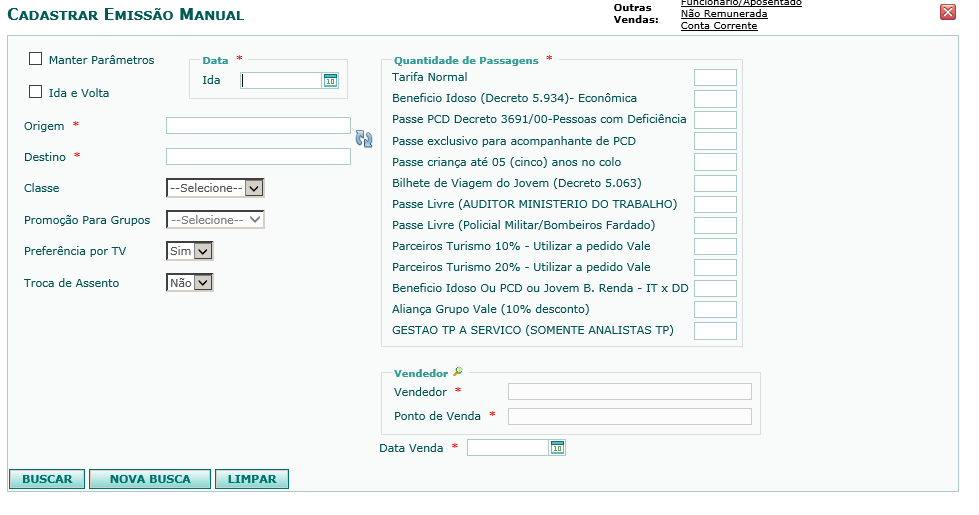 CADASTRAR EMISSÃO MANUAL
Outras Vendas:
Funcionário/Aposentado
Não Remunerada
Conta Corrente
Manter Parâmetros
Ida e Volta
Data *
Ida
10
Origem *
Destino *
Classe
--Selecione--
Promoção Para Grupos
--Selecione--
Preferência por TV
Sim
Troca de Assento
Não
Quantidade de Passagens *
Tarifa Normal
Beneficio Idoso (Decreto 5.934)- Econômica
Passe PCD Decreto 3691/00-Pessoas com Deficiência
Passe exclusivo para acompanhante de PCD
Passe criança até 05 (cinco) anos no colo
Bilhete de Viagem do Jovem (Decreto 5.063)
Passe Livre (AUDITOR MINISTERIO DO TRABALHO)
Passe Livre (Policial Militar/Bombeiros Fardado)
Parceiros Turismo 10% - Utilizar a pedido Vale
Parceiros Turismo 20% - Utilizar a pedido Vale
Beneficio Idoso Ou PCD ou Jovem B. Renda - IT x DD
Aliança Grupo Vale (10% desconto)
GESTAO TP A SERVICO (SOMENTE ANALISTAS TP)
Vendedor
Vendedor *
Ponto de Venda *
Data Venda *
10
BUSCAR
NOVA BUSCA
LIMPAR